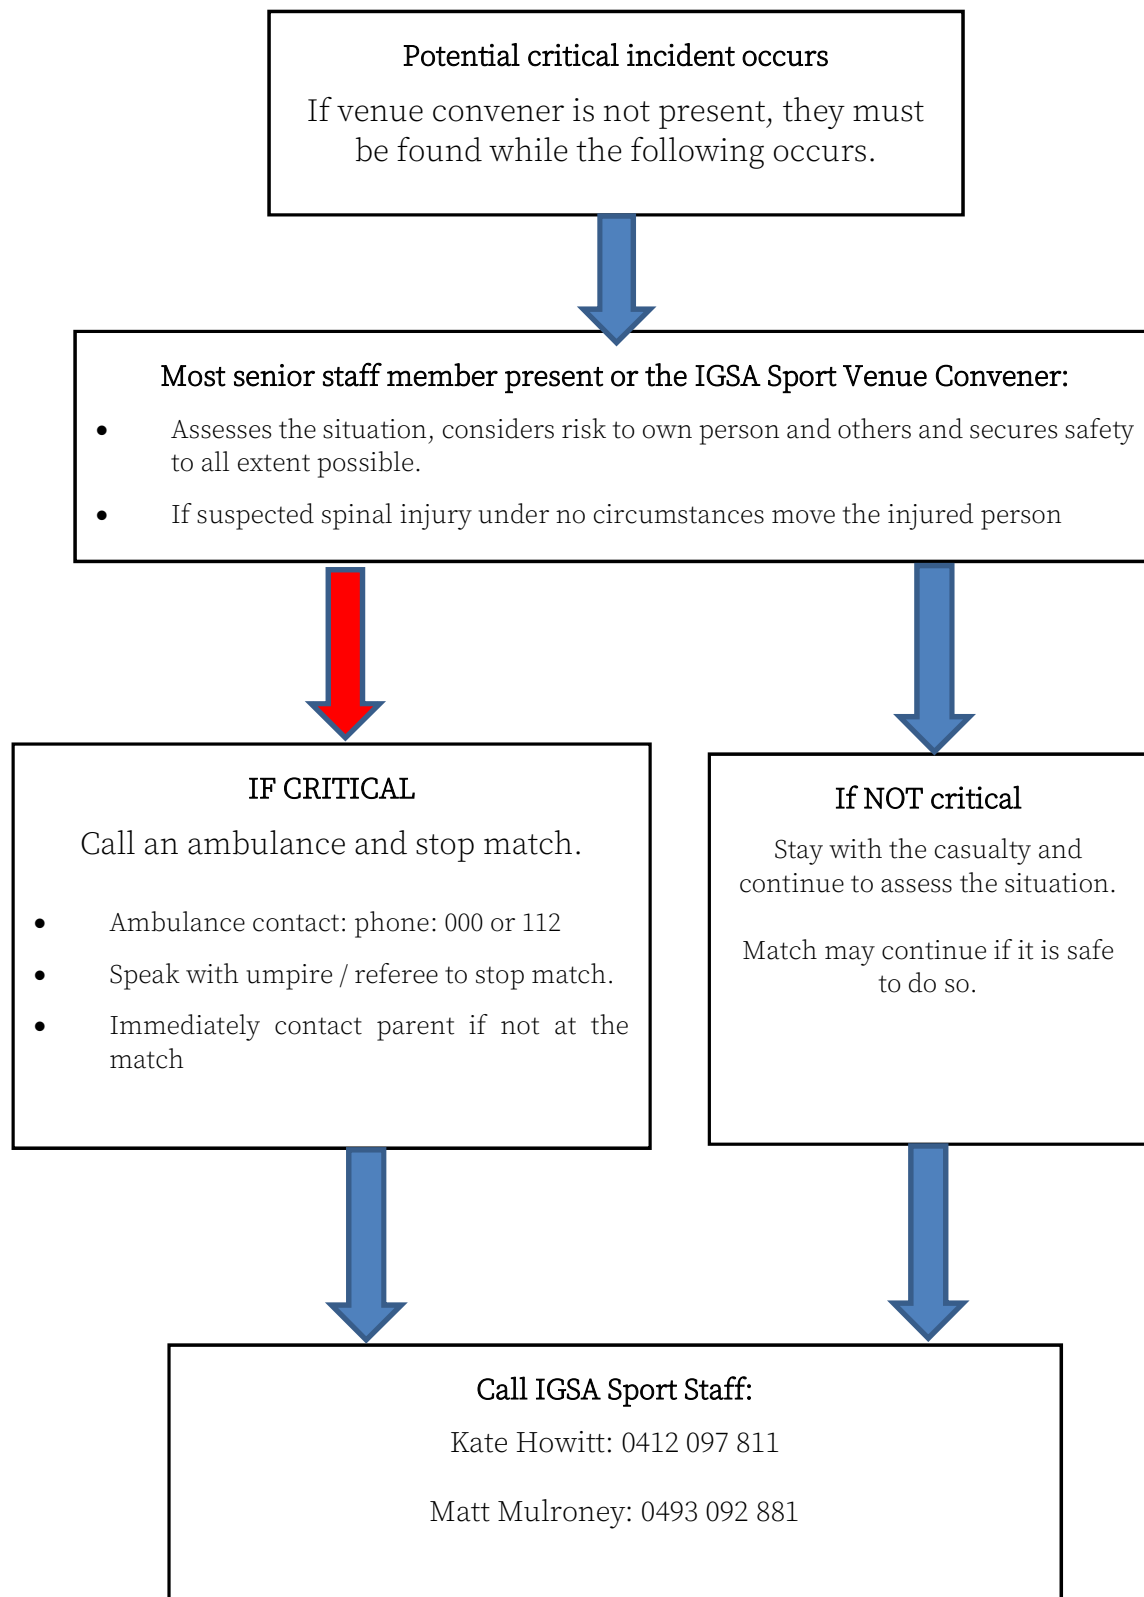 Potential critical incident occurs
If venue convener is not present, they must
be found while the following occurs.
Most senior staff member present or the IGSA Sport Venue Convener:
• Assesses the situation, considers risk to own person and others and secures safety
to all extent possible.
• If suspected spinal injury under no circumstances move the injured person
IF CRITICAL
Call an ambulance and stop match.
• Ambulance contact: phone: 000 or 112
• Speak with umpire / referee to stop match.
• Immediately contact parent if not at the
match
If NOT critical
Stay with the casualty and
continue to assess the situation.
Match may continue if it is safe
to do so.
Call IGSA Sport Staff:
Kate Howitt: 0412 097 811
Matt Mulroney: 0493 092 881